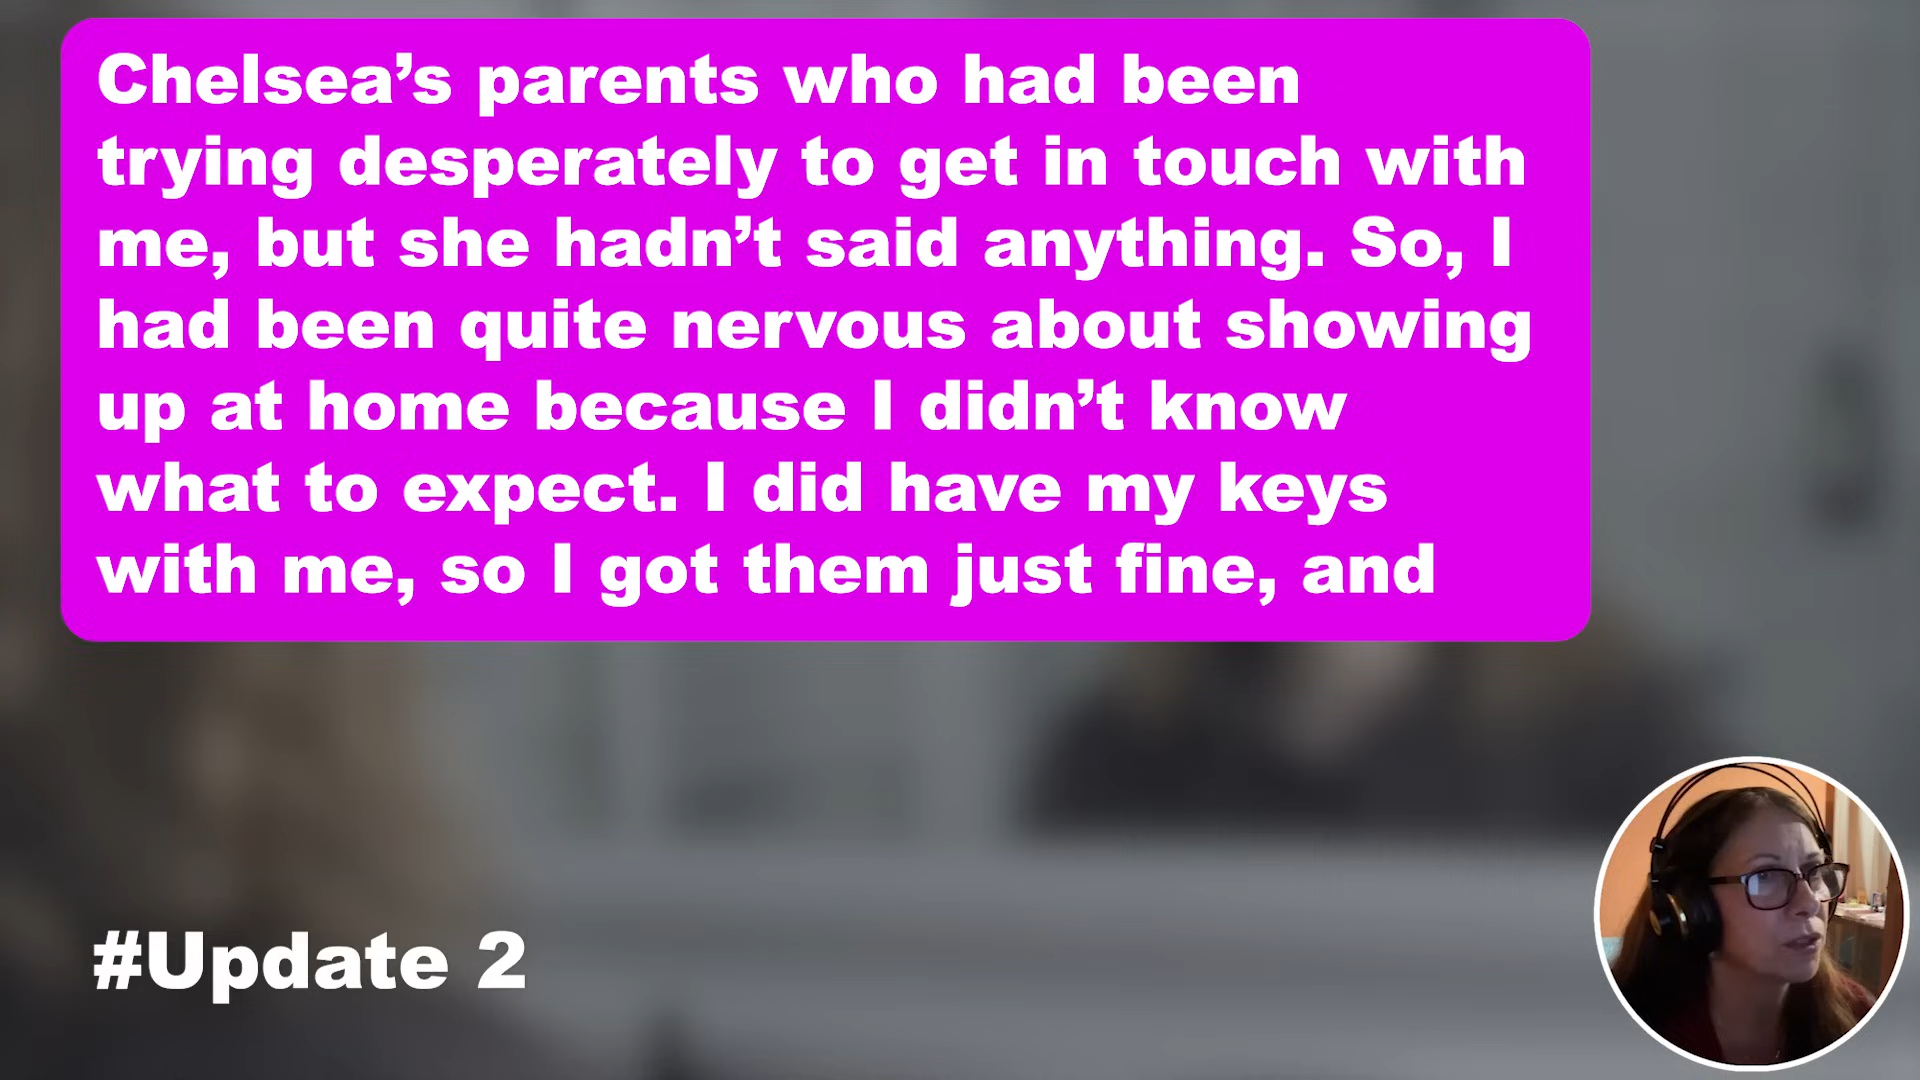 Chelsea’s parents who had been
trying desperately to get in touch with
me, but she hadn’t said anything. So, I
had been quite nervous about showing
up at home because I didn’t know
what to expect. I did have my keys
with me, so I got them just fine, and
#Update 2